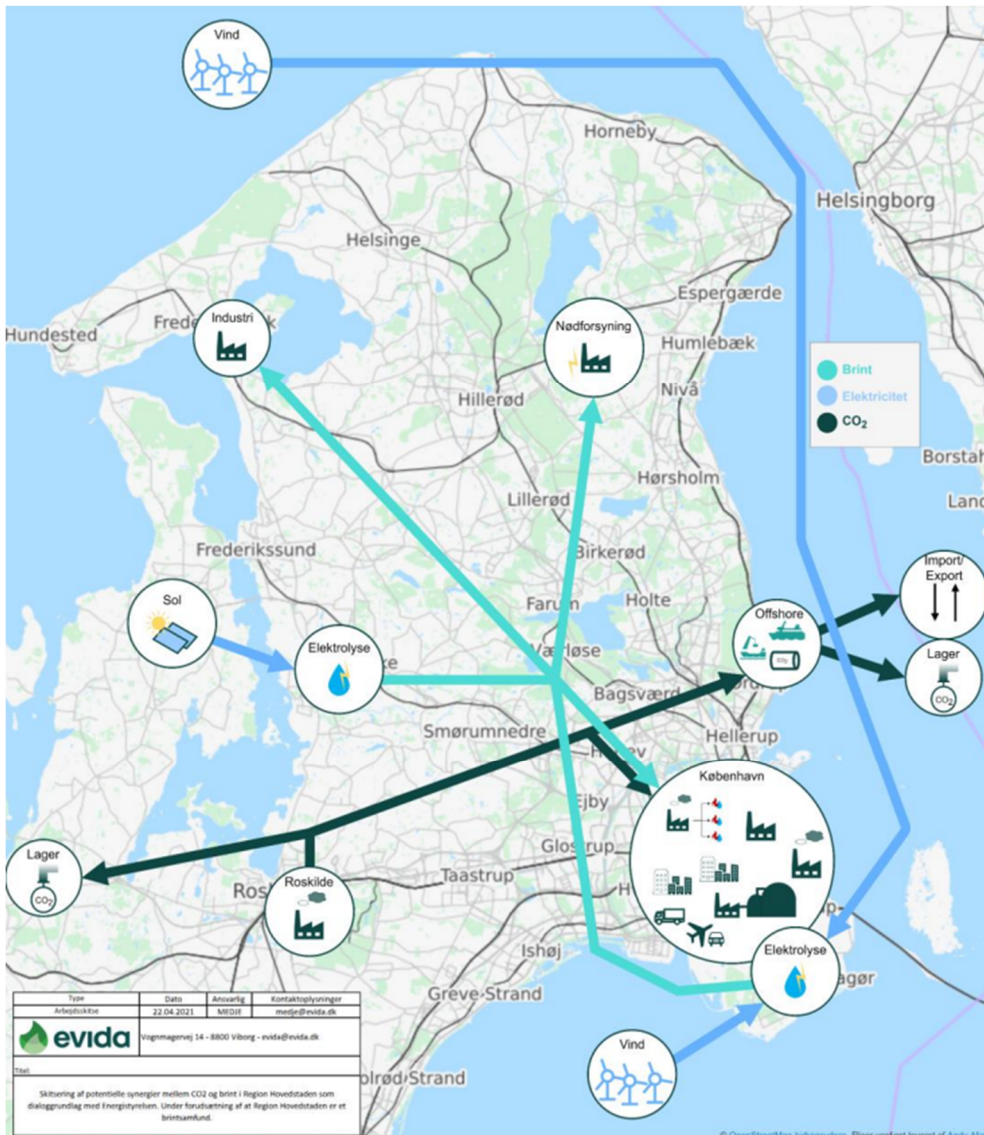 Vind
Horneby
Helsingborg
Helsinge
Espergærde
Industri
Nødforsyning
Hundested
Humlebæk
Brint
Elektricitet
CO₂
Nivå
Hillerød
Hørsholm
Lillerød
Frederikssund
Birkerød
Import/
Export
Sol
Farum
Holte
Offshore
Elektrolyse
Værløse
Lager
CO₂
Bagsværd
Smørumnedre
Hellerup
København
Ejby
Glostrup
Lager
CO₂
Roskilde
Taastrup
Ishøj
Elektrolyse
Greve Strand
Type Dato Ansvarlig Kontaktoplysninger
Arbejdsskitse 22.04.2021 MEDJE medje@evida.dk
evida Vognmagervej 14 - 8800 Viborg - evida@evida.dk
Titel:
Skitsering af potentielle synergier mellem CO2 og brint i Region Hovedstaden som
dialoggrundlag med Energistyrelsen. Under forudsætning af at Region Hovedstaden er et
brintsamfund.
Vind